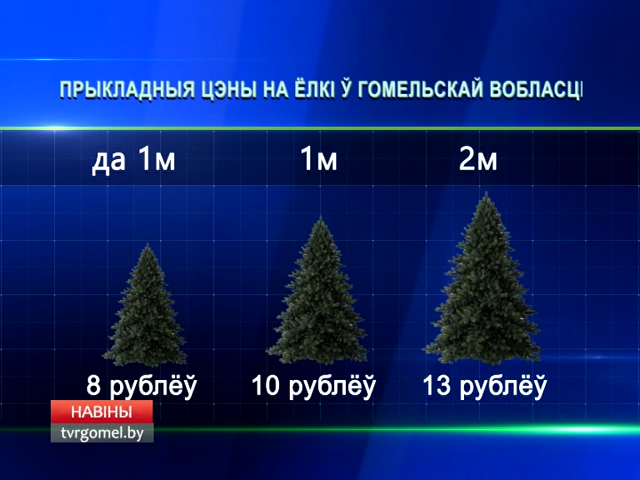 ПРЫКЛАДНЫЯ ЦЭНЫ НА ЁЛКІ Ў ГОМЕЛЬСКАЙ ВОБЛАСЦІ
да 1м 1м 2м
8 рублёў 10 рублёў 13 рублёў
НАВІНЫ
tvrgomel.by